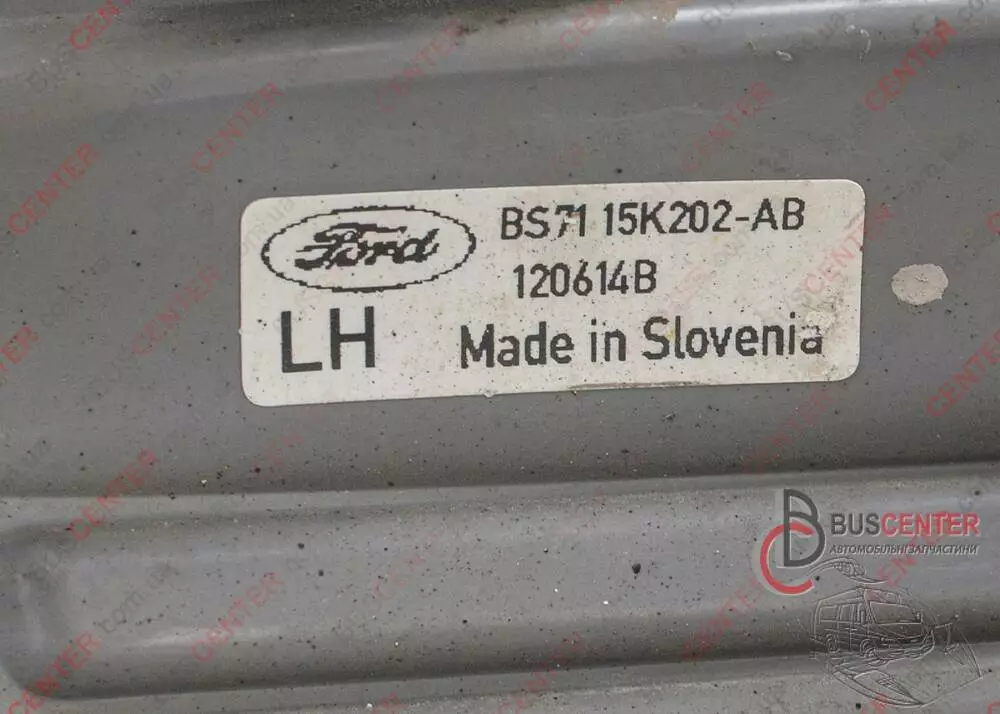 Ford
BS71 15K202-AB
120614B
LH
Made in Slovenia
BUSCENTER
АВТОМОБІЛЬНІ ЗАПЧАСТИНИ